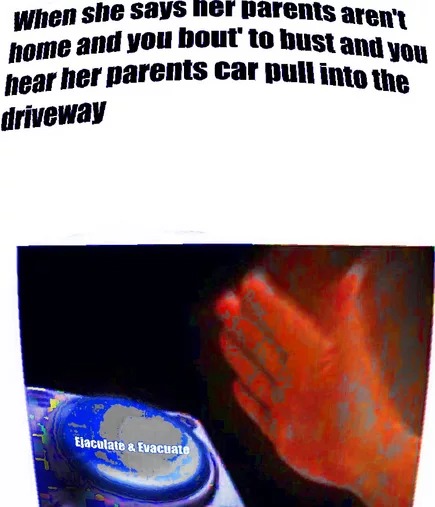 When she says her parents aren't
home and you bout' to bust and you
hear her parents car pull into the
driveway
Ejaculate & Evacuate